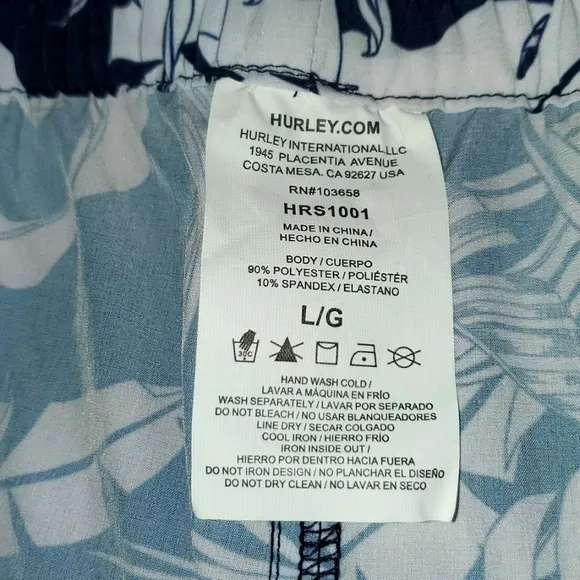 HURLEY.COM
HURLEY INTERNATIONAL,LLC
1945 PLACENTIA AVENUE
COSTA MESA. CA 92627 USA
RN#103658
HRS1001
MADE IN CHINA /
HECHO EN CHINA
BODY / CUERPO
90% POLYESTER / POLIÉSTÉR
10% SPANDEX / ELASTANO
L/G
30C
HAND WASH COLD /
LAVAR A MÁQUINA EN FRÍO
WASH SEPARATELY / LAVAR POR SEPARADO
DO NOT BLEACH / NO USAR BLANQUEADORES
LINE DRY / SECAR COLGADO
COOL IRON / HIERRO FRÍO
IRON INSIDE OUT /
HIERRO POR DENTRO HACIA FUERA
DO NOT IRON DESIGN / NO PLANCHAR EL DISEÑO
DO NOT DRY CLEAN / NO LAVAR EN SECO